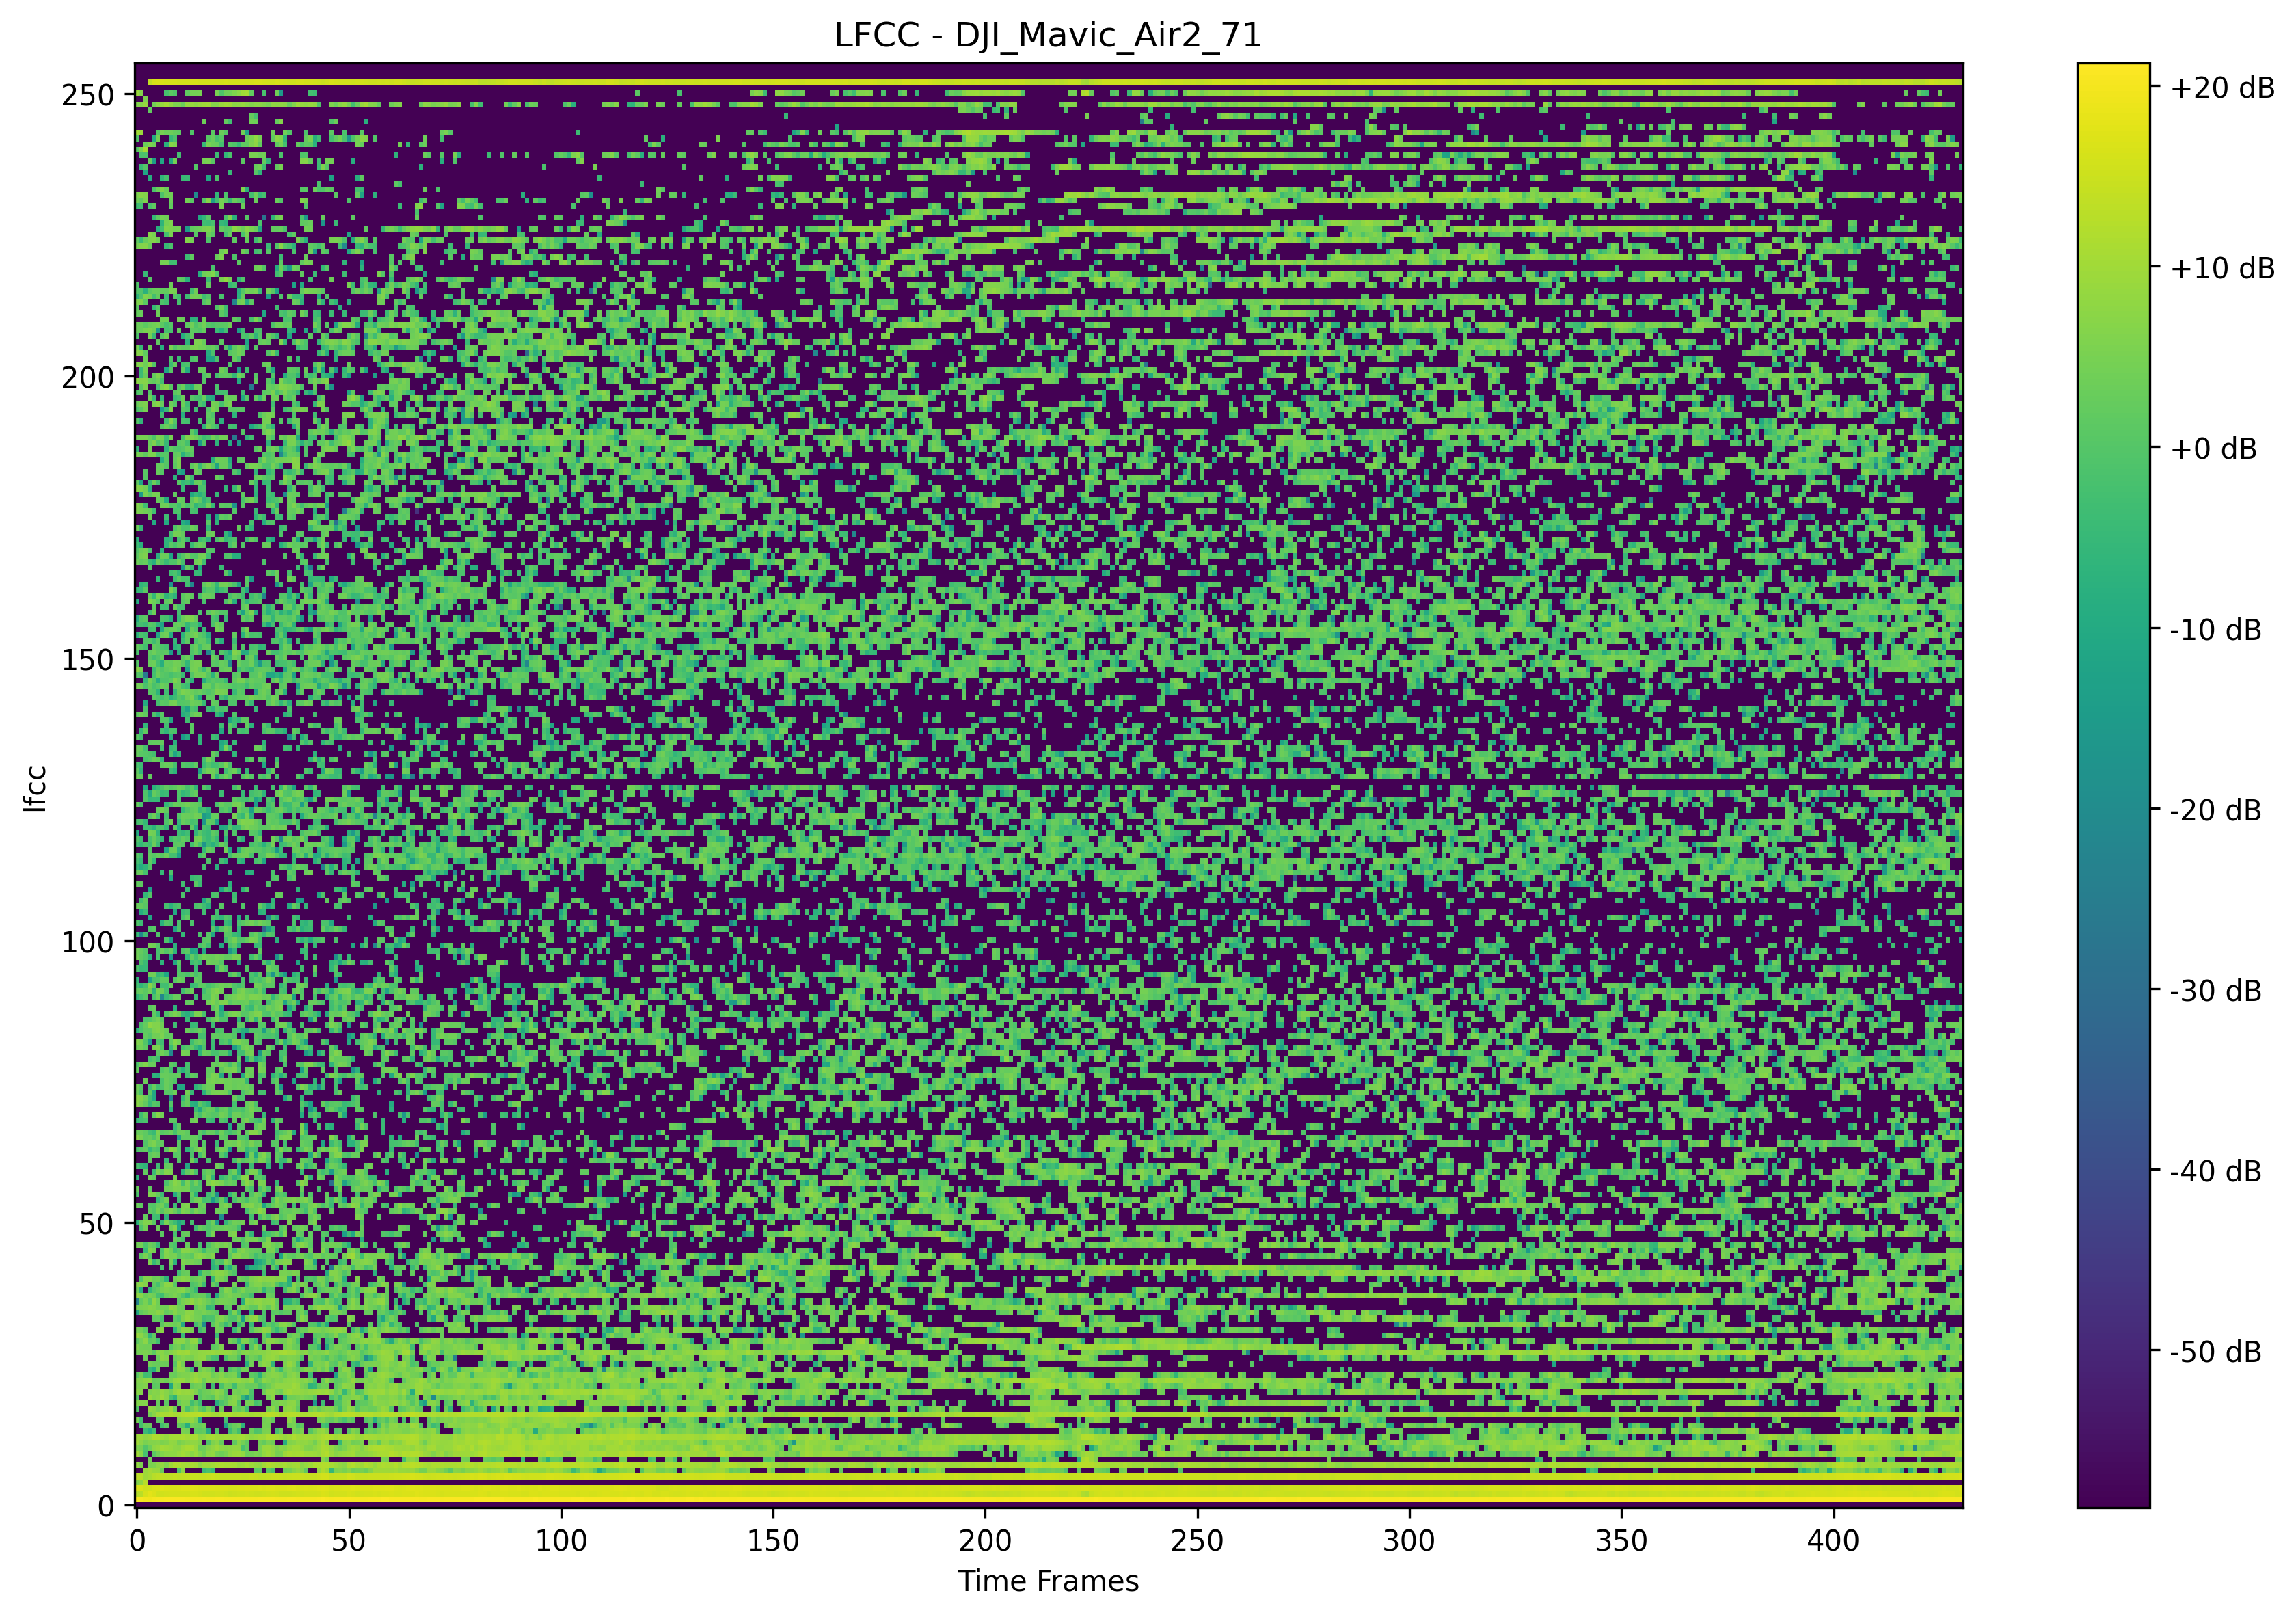 LFCC - DJI_Mavic_Air2_71
250
200
150
100
50
0
lfcc
0 50 100 150 200 250 300 350 400
Time Frames
+20 dB
+10 dB
+0 dB
-10 dB
-20 dB
-30 dB
-40 dB
-50 dB